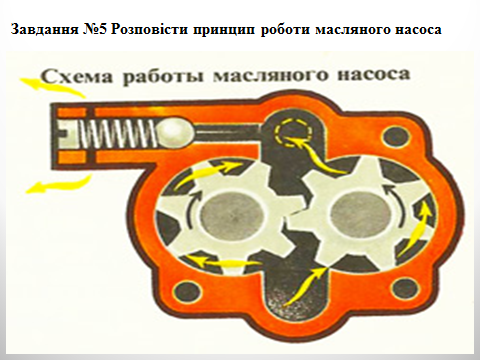 Завдання №5 Розповісти принцип роботи масляного насоса
Схема работы масляного насоса